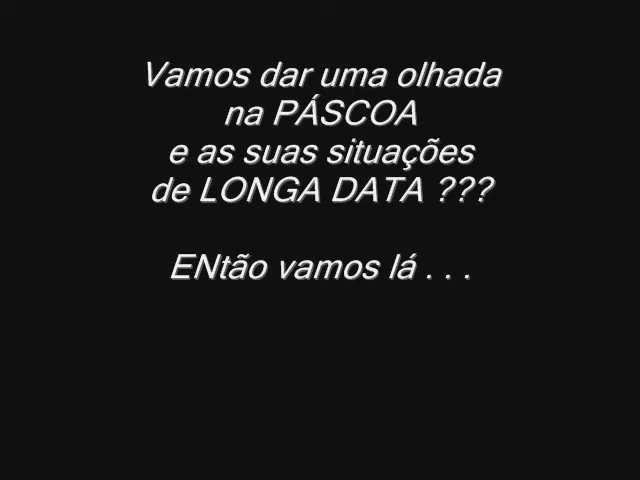 Vamos dar uma olhada
na PÁSCOA
e as suas situações
de LONGA DATA ???
ENtão vamos lá . . .